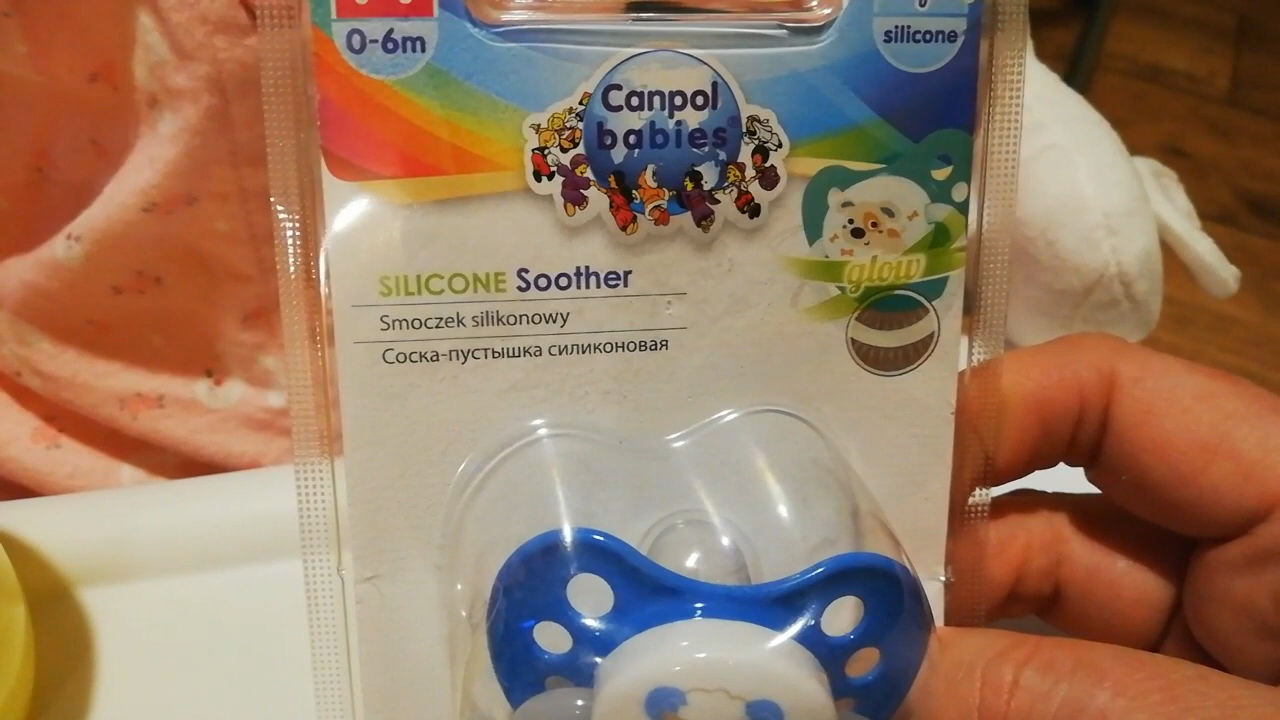 0-6m
silicone
Canpol
babies®
glow
SILICONE Soother
Smoczek silikonowy
Соска-пустышка силиконовая